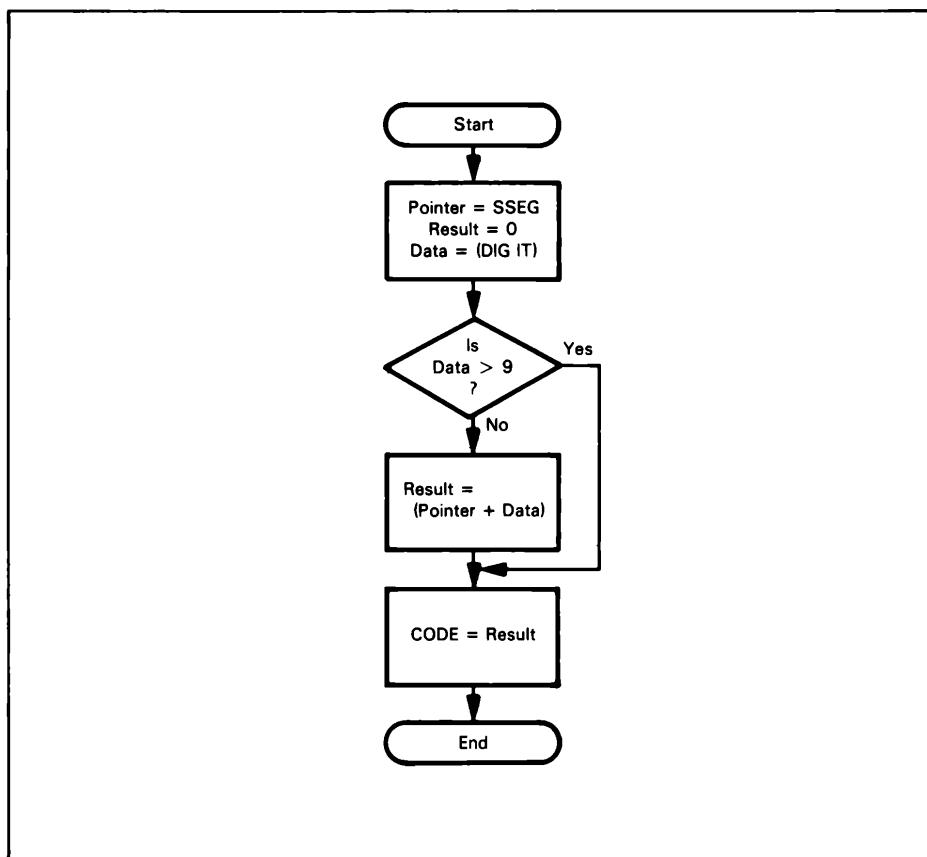 Start
Pointer = SSEG
Result = 0
Data = (DIG IT)
Is
Data > 9
?
Yes
No
Result =
(Pointer + Data)
CODE = Result
End